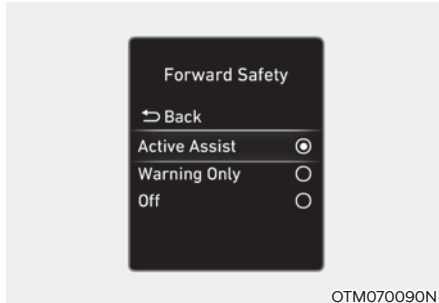 Forward Safety
Back
Active Assist
Warning Only
Off
OTM070090N